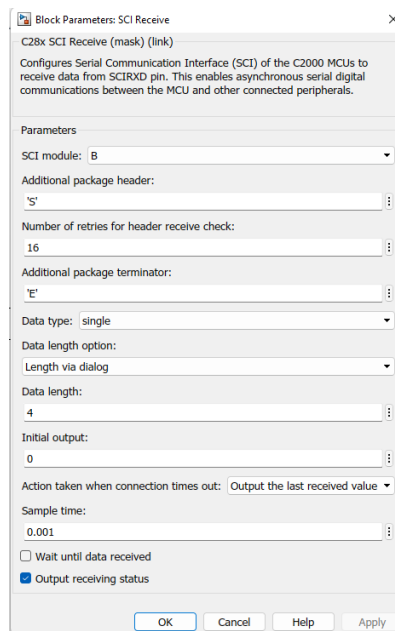 Block Parameters: SCI Receive
C28x SCI Receive (mask) (link)
Configures Serial Communication Interface (SCI) of the C2000 MCUs to
receive data from SCIRXD pin. This enables asynchronous serial digital
communications between the MCU and other connected peripherals.
Parameters
SCI module: B
Additional package header:
'S'
Number of retries for header receive check:
16
Additional package terminator:
'E'
Data type: single
Data length option:
Length via dialog
Data length:
4
Initial output:
0
Action taken when connection times out: Output the last received value
Sample time:
0.001
Wait until data received
Output receiving status
OK Cancel Help Apply